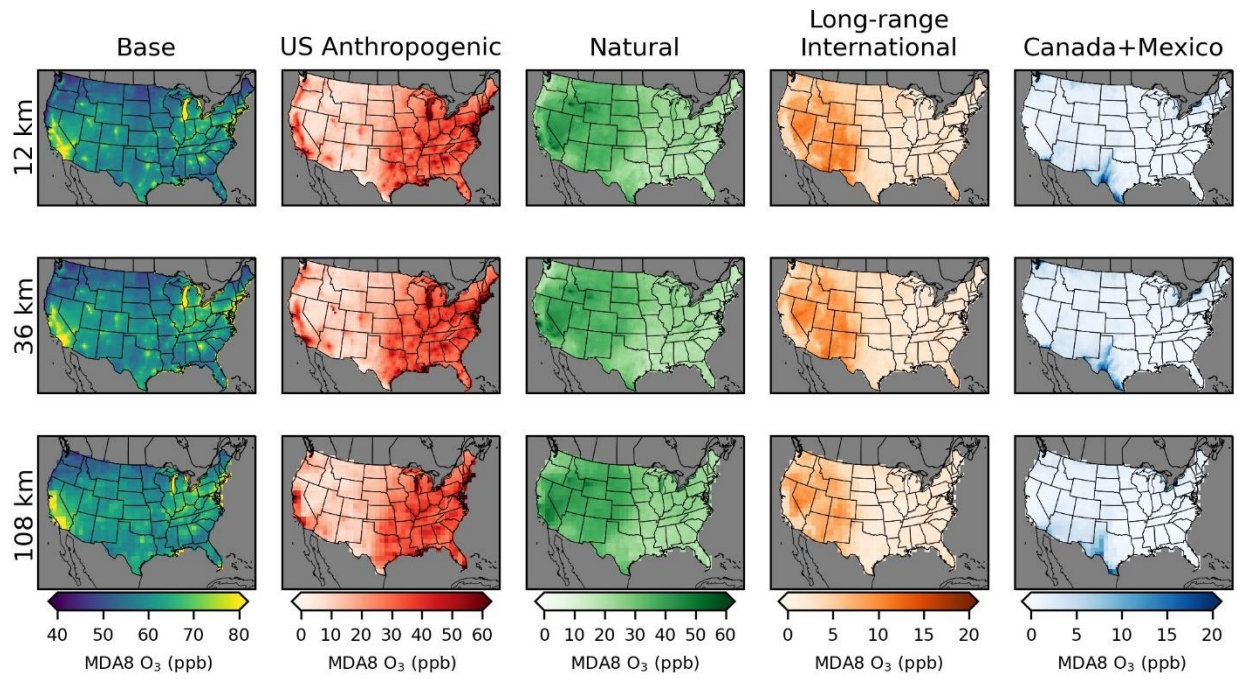 Base
US Anthropogenic
Natural
Long-range
International
Canada+Mexico
12 km
36 km
108 km
40 50 60 70 80
0 10 20 30 40 50 60
0 10 20 30 40 50 60
0 5 10 15 20
0 5 10 15 20
MDA8 O₃ (ppb)
MDA8 O₃ (ppb)
MDA8 O₃ (ppb)
MDA8 O₃ (ppb)
MDA8 O₃ (ppb)